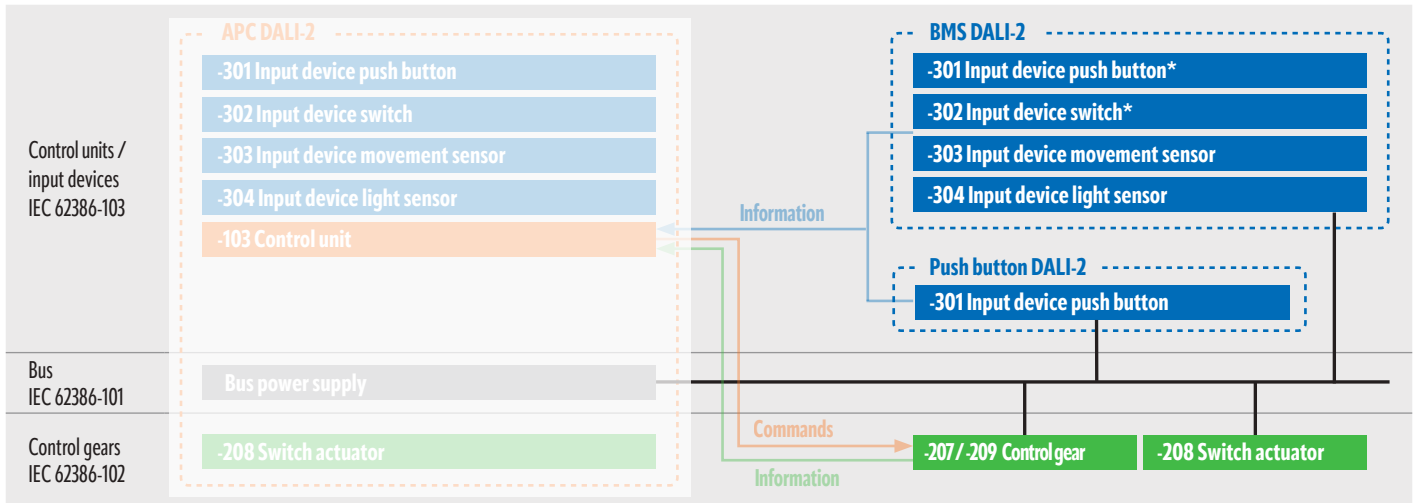 APC DALI-2
BMS DALI-2
-301 Input device push button
-301 Input device push button*
-302 Input device switch
-302 Input device switch*
Control units /
input devices
IEC 62386-103
-303 Input device movement sensor
-303 Input device movement sensor
-304 Input device light sensor
-304 Input device light sensor
Information
-103 Control unit
Push button DALI-2
-301 Input device push button
Bus
IEC 62386-101
Bus power supply
Control gears
IEC 62386-102
-208 Switch actuator
Commands
Information
-207/ -209 Control gear
-208 Switch actuator